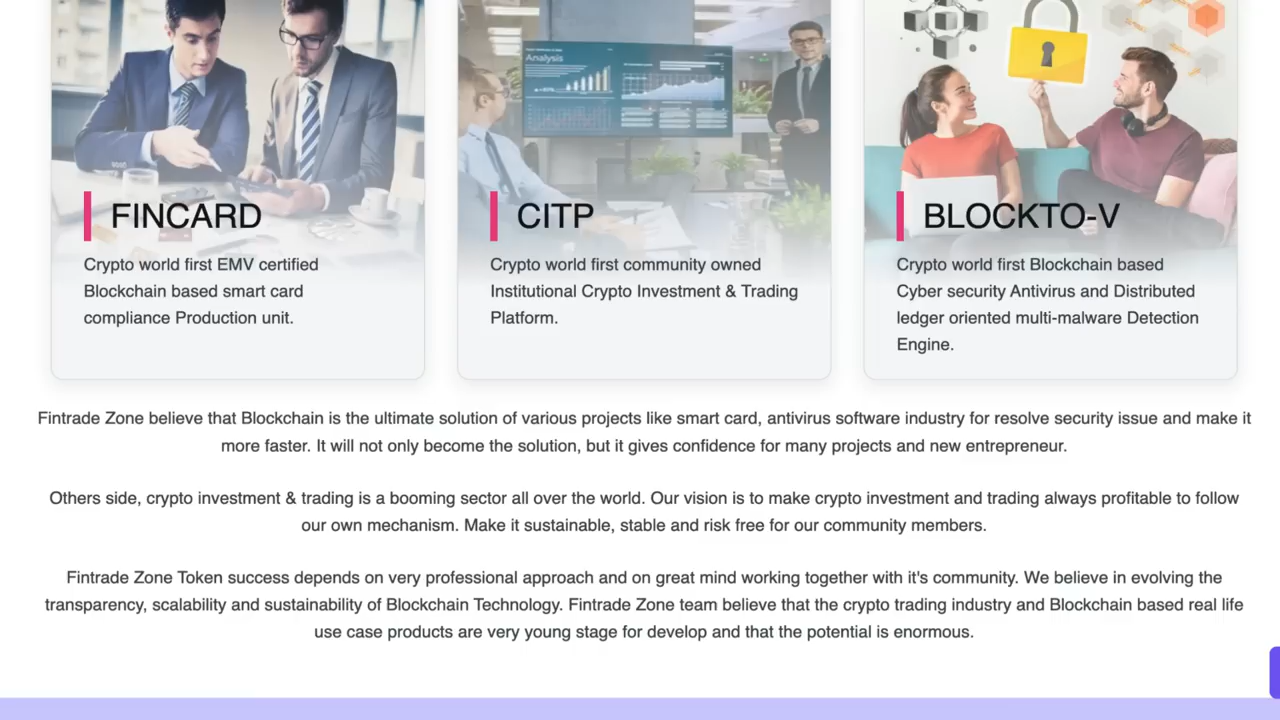 Analysis
FINCARD
Crypto world first EMV certified
Blockchain based smart card
compliance Production unit.
CITP
Crypto world first community owned
Institutional Crypto Investment & Trading
Platform.
BLOCKTO-V
Crypto world first Blockchain based
Cyber security Antivirus and Distributed
ledger oriented multi-malware Detection
Engine.
Fintrade Zone believe that Blockchain is the ultimate solution of various projects like smart card, antivirus software industry for resolve security issue and make it
more faster. It will not only become the solution, but it gives confidence for many projects and new entrepreneur.
Others side, crypto investment & trading is a booming sector all over the world. Our vision is to make crypto investment and trading always profitable to follow
our own mechanism. Make it sustainable, stable and risk free for our community members.
Fintrade Zone Token success depends on very professional approach and on great mind working together with it's community. We believe in evolving the
transparency, scalability and sustainability of Blockchain Technology. Fintrade Zone team believe that the crypto trading industry and Blockchain based real life
use case products are very young stage for develop and that the potential is enormous.